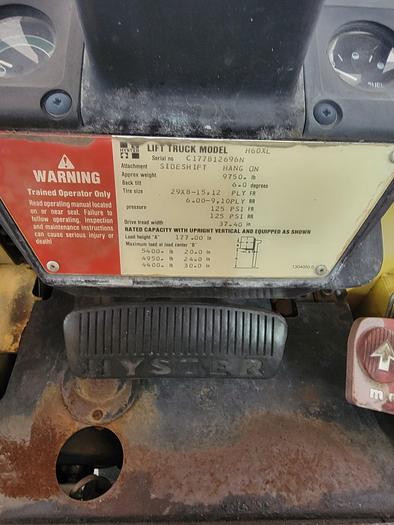 HYSTER
LIFT TRUCK MODEL H60XL
Serial no C177B12696N
Attachment SIDESHIFT HANG ON
Approx weight 9750. lb
Back tilt 6.0 degrees
Tire size 29X8-15,12 PLY FR
6.00-9,10PLY RR
pressure 125 PSI FR
125 PSI RR
Drive tread width 37.40 in
RATED CAPACITY WITH UPRIGHT VERTICAL AND EQUIPPED AS SHOWN
Load height "A" 177.00 in
Maximum load at load center "B"
5400. lb 20.0 in
4950. lb 24.0 in
4400. lb 30.0 in
WARNING
Trained Operator Only
Read operating manual located
on or near seat. Failure to
follow operating, inspection
and maintenance instructions
can cause serious injury or
death!
HYSTER